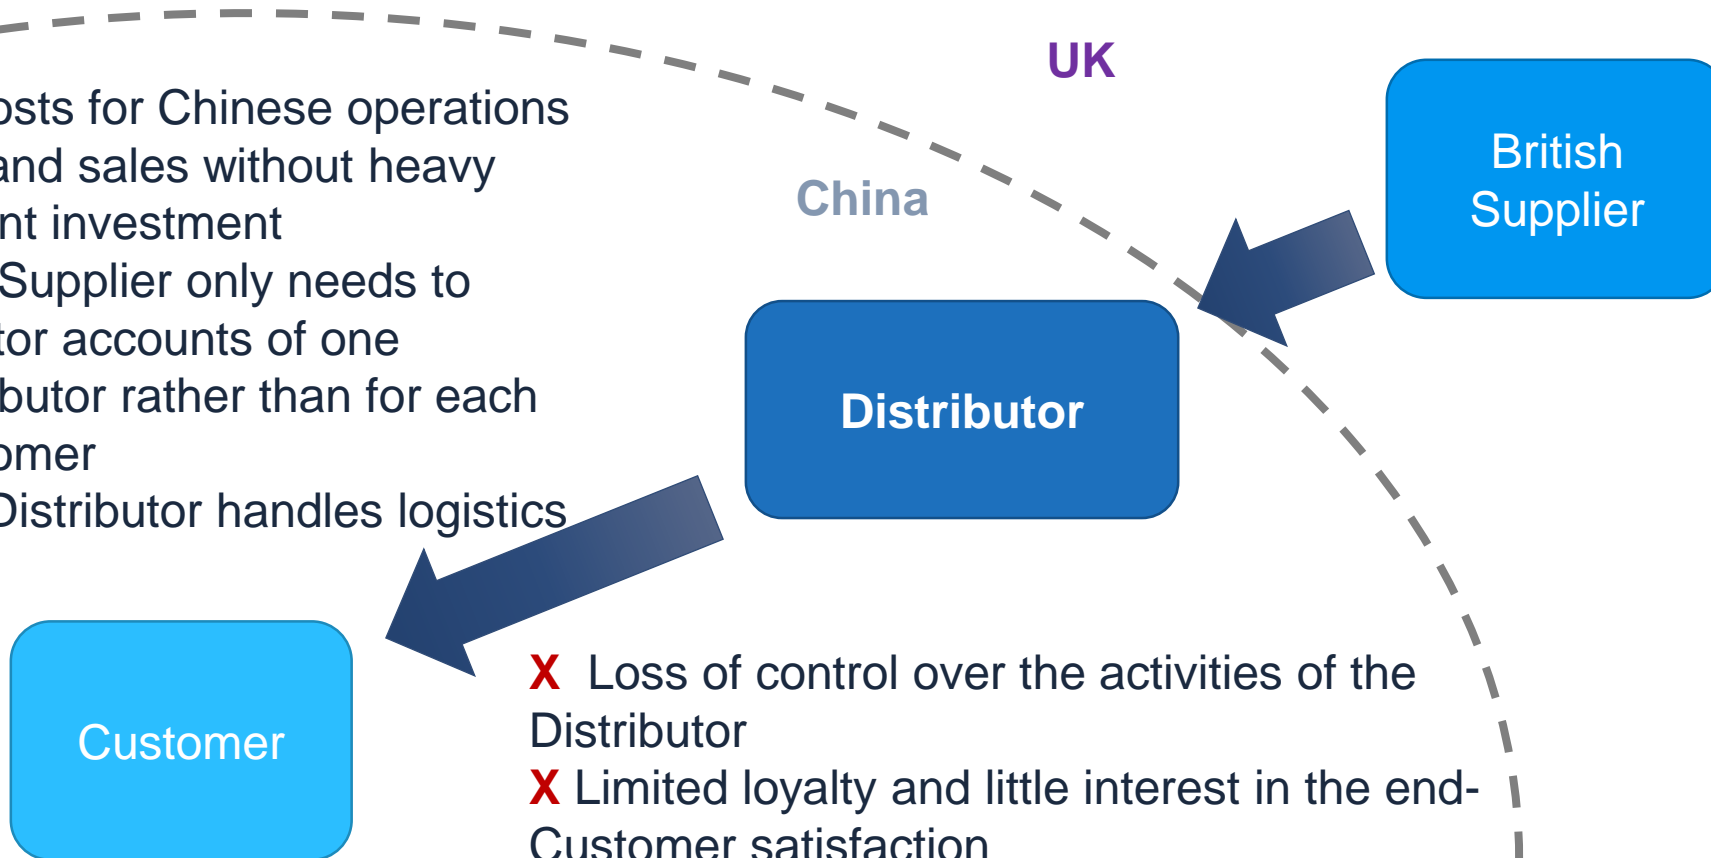 UK
osts for Chinese operations
and sales without heavy
nt investment
Supplier only needs to
tor accounts of one
butor rather than for each
omer
Distributor handles logistics
China
British
Supplier
Distributor
Customer
X Loss of control over the activities of the
Distributor
X Limited loyalty and little interest in the end-
Customer satisfaction